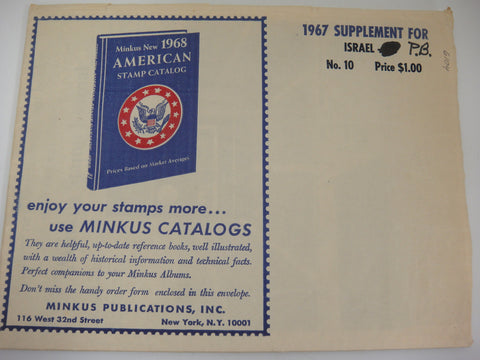 Minkus New 1968
AMERICAN
STAMP CATALOG
Prices Based on Market Averages
enjoy your stamps more...
use MINKUS CATALOGS
They are helpful, up-to-date reference books, well illustrated,
with a wealth of historical information and technical facts.
Perfect companions to your Minkus Albums.
Don't miss the handy order form enclosed in this envelope.
MINKUS PUBLICATIONS, INC.
116 West 32nd Street New York, N.Y. 10001
1967 SUPPLEMENT FOR
ISRAEL P.B.
No. 10 Price $1.00